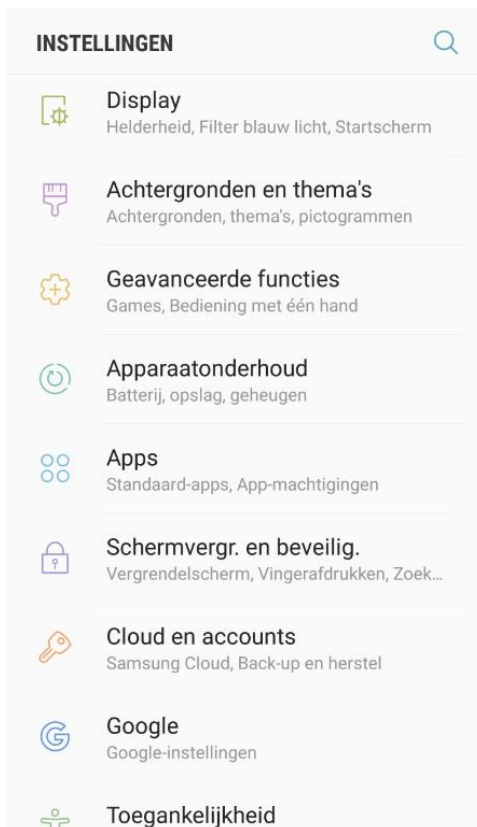 INSTELLINGEN
Display
Helderheid, Filter blauw licht, Startscherm
Achtergronden en thema's
Achtergronden, thema's, pictogrammen
Geavanceerde functies
Games, Bediening met één hand
Apparaatonderhoud
Batterij, opslag, geheugen
Apps
Standaard-apps, App-machtigingen
Schermvergr. en beveilig.
Vergrendelscherm, Vingerafdrukken, Zoek...
Cloud en accounts
Samsung Cloud, Back-up en herstel
Google
Google-instellingen
Toegankelijkheid